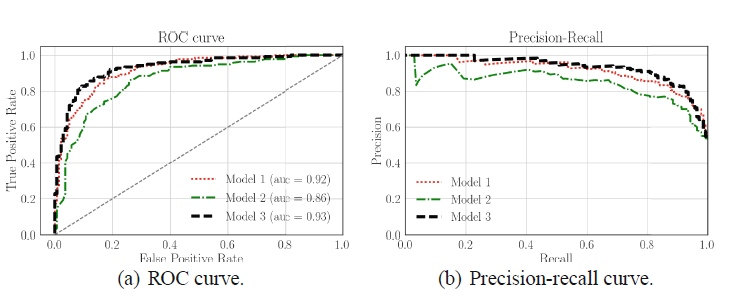 ROC curve
1.0
0.8
0.6
0.4
0.2
0.0
True Positive Rate
Model 1 (auc = 0.92)
Model 2 (auc = 0.86)
Model 3 (auc = 0.93)
0.0 0.2 0.4 0.6 0.8 1.0
False Positive Rate
(a) ROC curve.
Precision-Recall
1.0
0.8
0.6
0.4
0.2
0.0
Precision
Model 1
Model 2
Model 3
0.0 0.2 0.4 0.6 0.8 1.0
Recall
(b) Precision-recall curve.